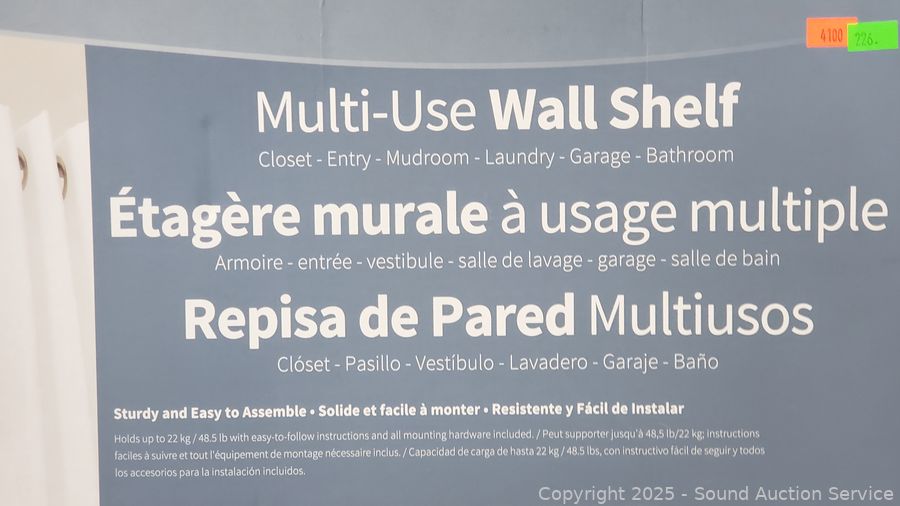 4100
226.
Multi-Use Wall Shelf
Closet - Entry - Mudroom - Laundry - Garage - Bathroom
Étagère murale à usage multiple
Armoire - entrée - vestibule - salle de lavage - garage - salle de bain
Repisa de Pared Multiusos
Clóset - Pasillo - Vestíbulo - Lavadero - Garaje - Baño
Sturdy and Easy to Assemble • Solide et facile à monter • Resistente y Fácil de Instalar
Holds up to 22 kg / 48.5 lb with easy-to-follow instructions and all mounting hardware included. / Peut supporter jusqu'à 48,5 lb/22 kg; instructions
faciles à suivre et tout l'équipement de montage nécessaire inclus. / Capacidad de carga de hasta 22 kg / 48.5 lbs, con instructivo fácil de seguir y todos
los accesorios para la instalación incluidos.
Copyright 2025 - Sound Auction Service